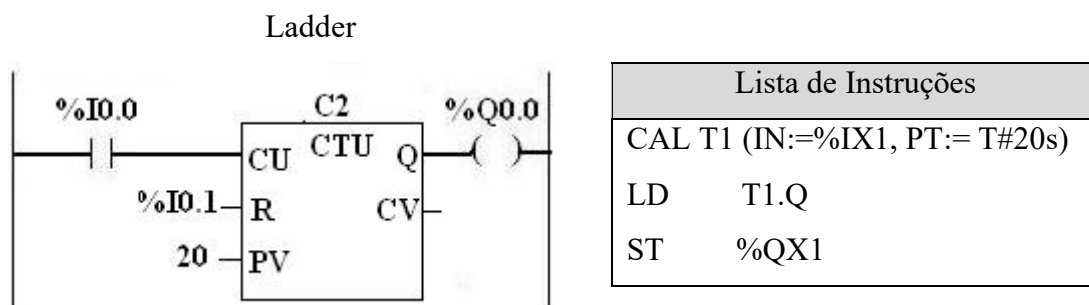 Ladder
%I0.0
C2
%Q0.0
CTU
CU
Q
%I0.1
R
CV
20
PV
Lista de Instruções
CAL T1 (IN:=%IX1, PT:= T#20s)
LD T1.Q
ST %QX1